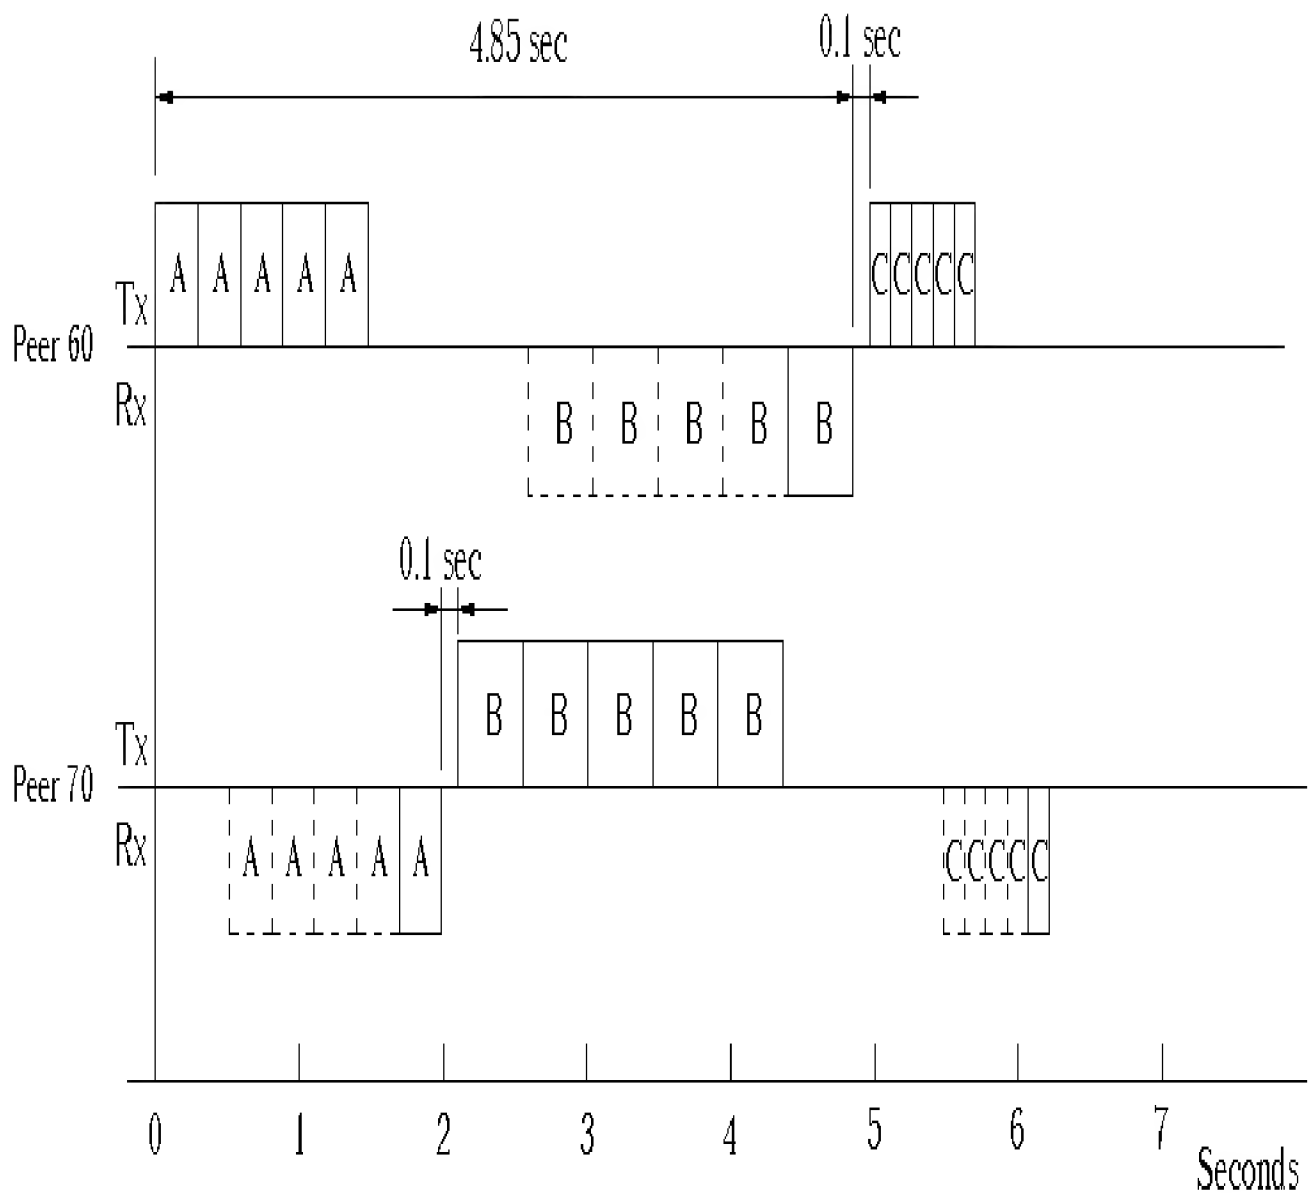 4.85 sec
0.1 sec
A A A A A
C C C C C
Tx
Peer 60
Rx
B B B B B
0.1 sec
B B B B B
Tx
Peer 70
Rx
A A A A A
C C C C C
0 1 2 3 4 5 6 7
Seconds